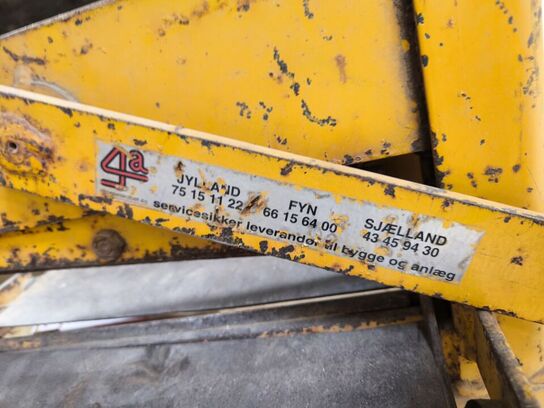 4a
JYLLAND FYN SJÆLLAND
75 15 11 22 66 15 64 00 43 45 94 30
servicesikker leverandør til bygge og anlæg